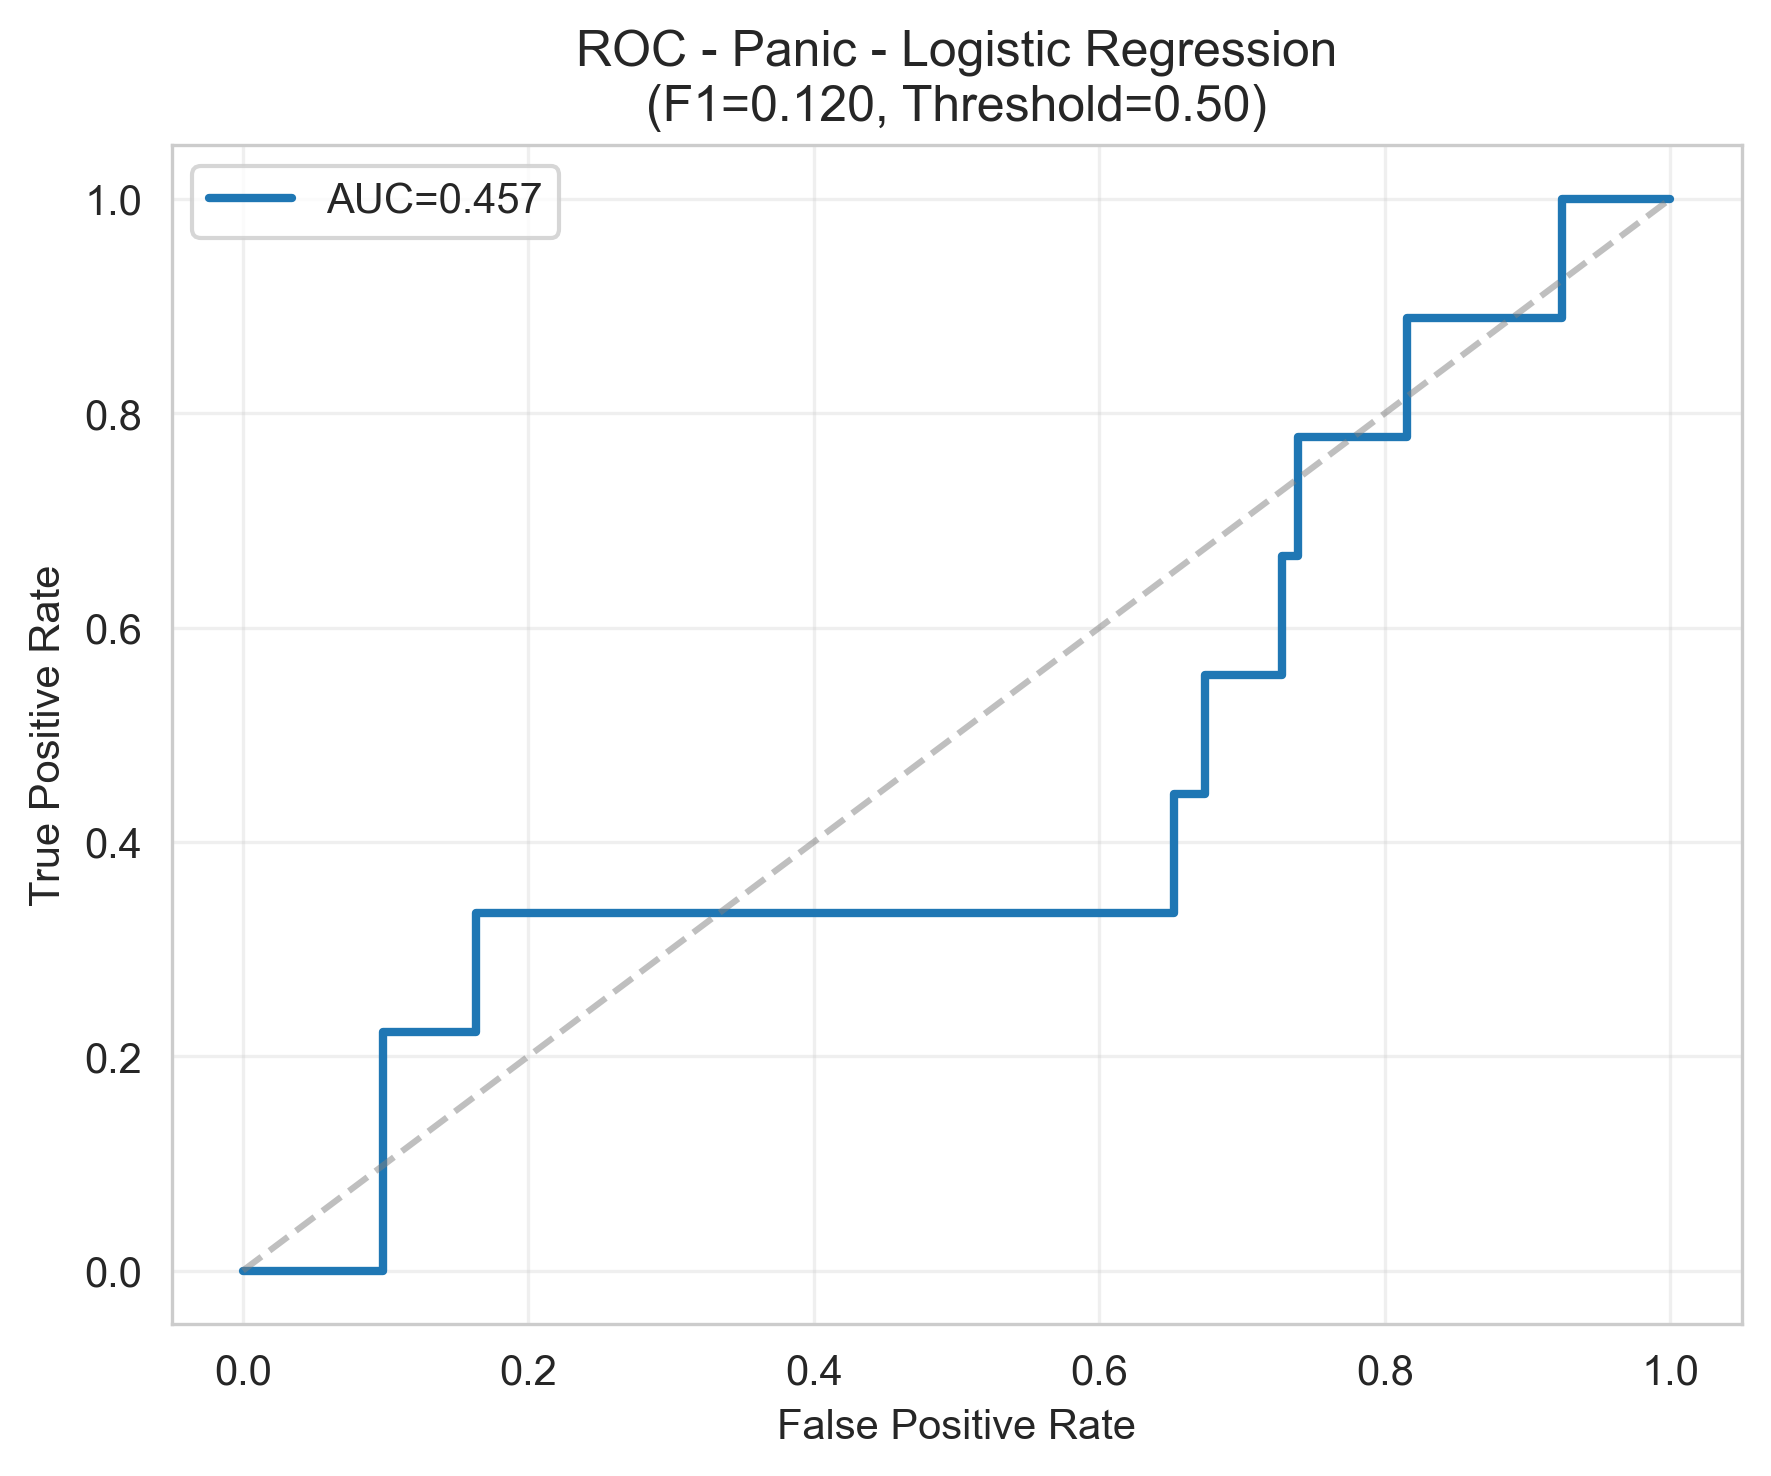 ROC - Panic - Logistic Regression
(F1=0.120, Threshold=0.50)
AUC=0.457
1.0
0.8
0.6
0.4
0.2
0.0
True Positive Rate
0.0 0.2 0.4 0.6 0.8 1.0
False Positive Rate